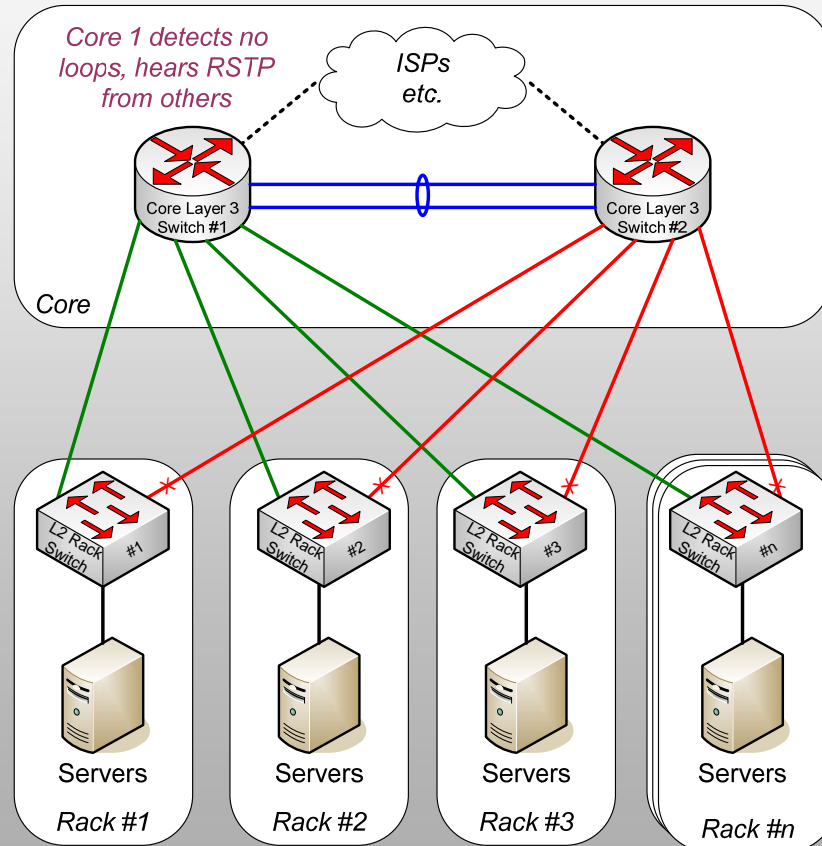 Core 1 detects no
loops, hears RSTP
from others
ISPs
etc.
Core Layer 3
Switch #1
Core Layer 3
Switch #2
Core
L2 Rack
Switch
#1
L2 Rack
Switch
#2
L2 Rack
Switch
#3
L2 Rack
Switch
#n
Servers
Servers
Servers
Servers
Rack #1
Rack #2
Rack #3
Rack #n